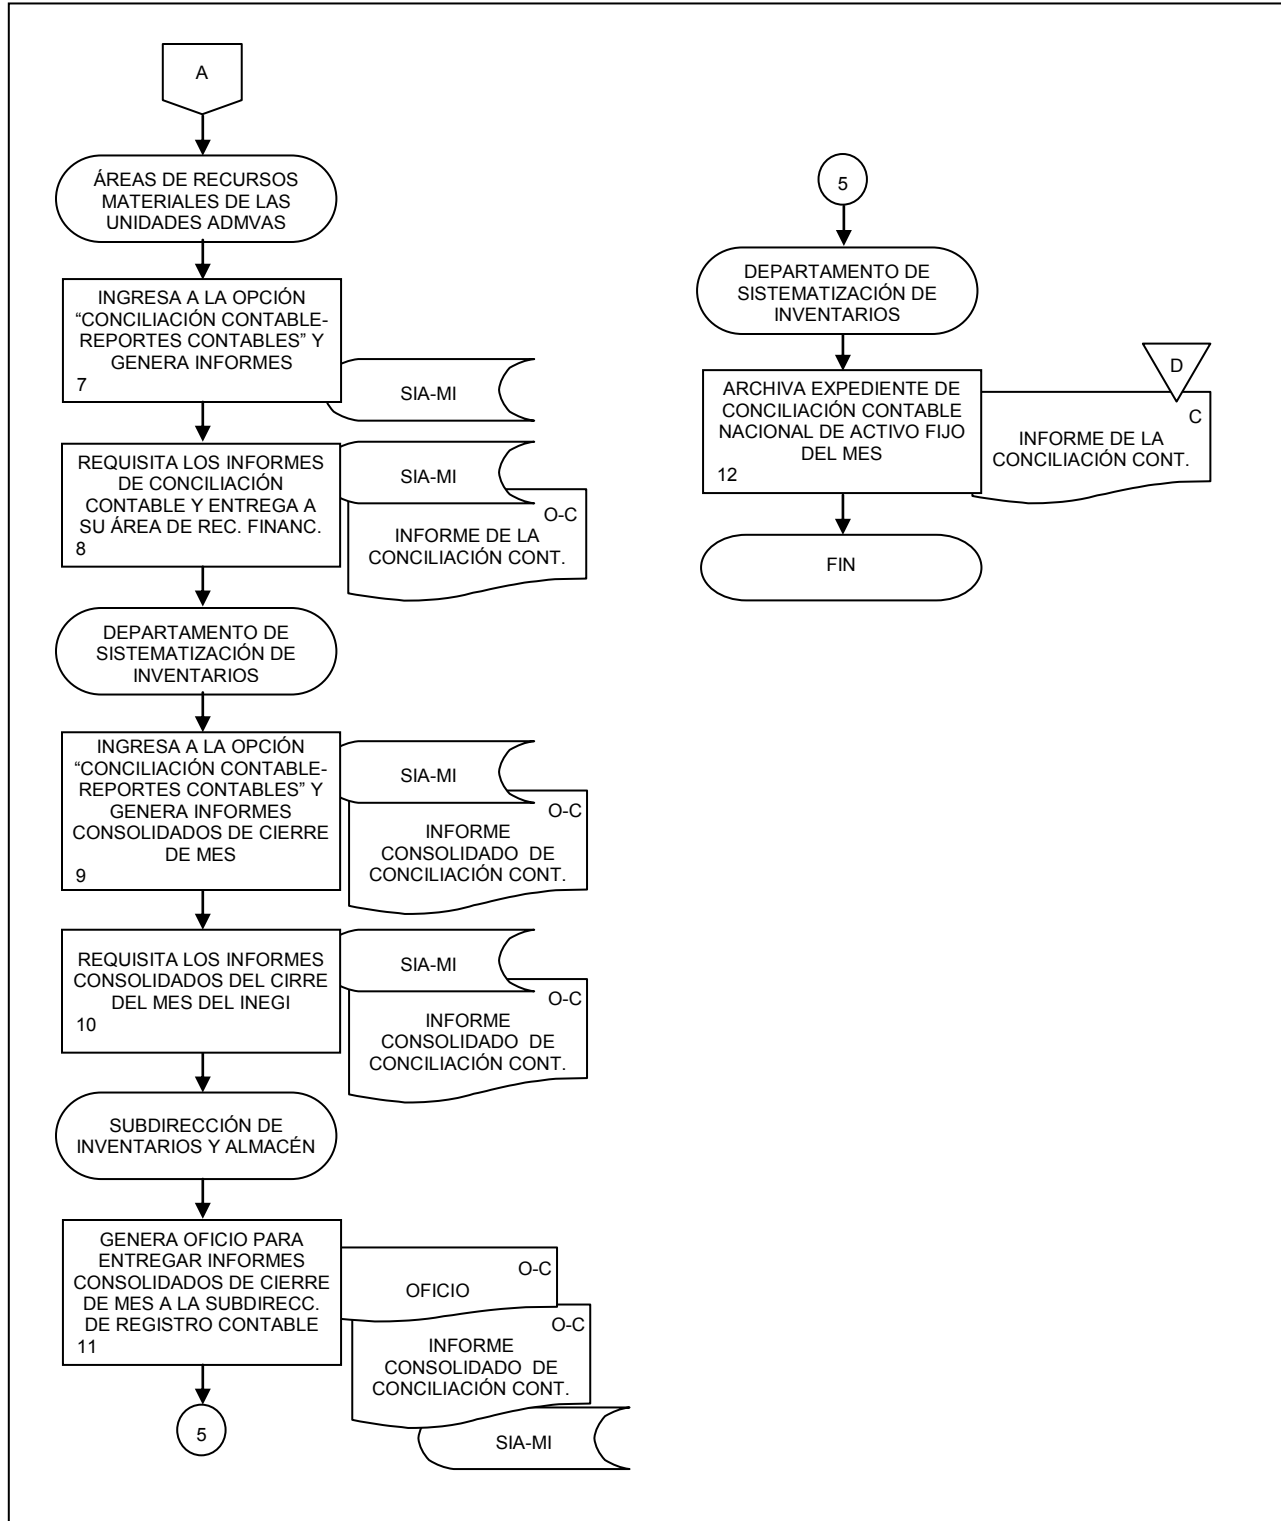 A
ÁREAS DE RECURSOS
MATERIALES DE LAS
UNIDADES ADMVAS
INGRESA A LA OPCIÓN
“CONCILIACIÓN CONTABLE-
REPORTES CONTABLES” Y
GENERA INFORMES
7
SIA-MI
REQUISITA LOS INFORMES
DE CONCILIACIÓN
CONTABLE Y ENTREGA A
SU ÁREA DE REC. FINANC.
8
SIA-MI
O-C
INFORME DE LA
CONCILIACIÓN CONT.
DEPARTAMENTO DE
SISTEMATIZACIÓN DE
INVENTARIOS
INGRESA A LA OPCIÓN
“CONCILIACIÓN CONTABLE-
REPORTES CONTABLES” Y
GENERA INFORMES
CONSOLIDADOS DE CIERRE
DE MES
9
SIA-MI
O-C
INFORME
CONSOLIDADO DE
CONCILIACIÓN CONT.
REQUISITA LOS INFORMES
CONSOLIDADOS DEL CIRRE
DEL MES DEL INEGI
10
SIA-MI
O-C
INFORME
CONSOLIDADO DE
CONCILIACIÓN CONT.
SUBDIRECCIÓN DE
INVENTARIOS Y ALMACÉN
GENERA OFICIO PARA
ENTREGAR INFORMES
CONSOLIDADOS DE CIERRE
DE MES A LA SUBDIRECC.
DE REGISTRO CONTABLE
11
O-C
OFICIO
O-C
INFORME
CONSOLIDADO DE
CONCILIACIÓN CONT.
SIA-MI
5
5
DEPARTAMENTO DE
SISTEMATIZACIÓN DE
INVENTARIOS
ARCHIVA EXPEDIENTE DE
CONCILIACIÓN CONTABLE
NACIONAL DE ACTIVO FIJO
DEL MES
12
D
C
INFORME DE LA
CONCILIACIÓN CONT.
FIN